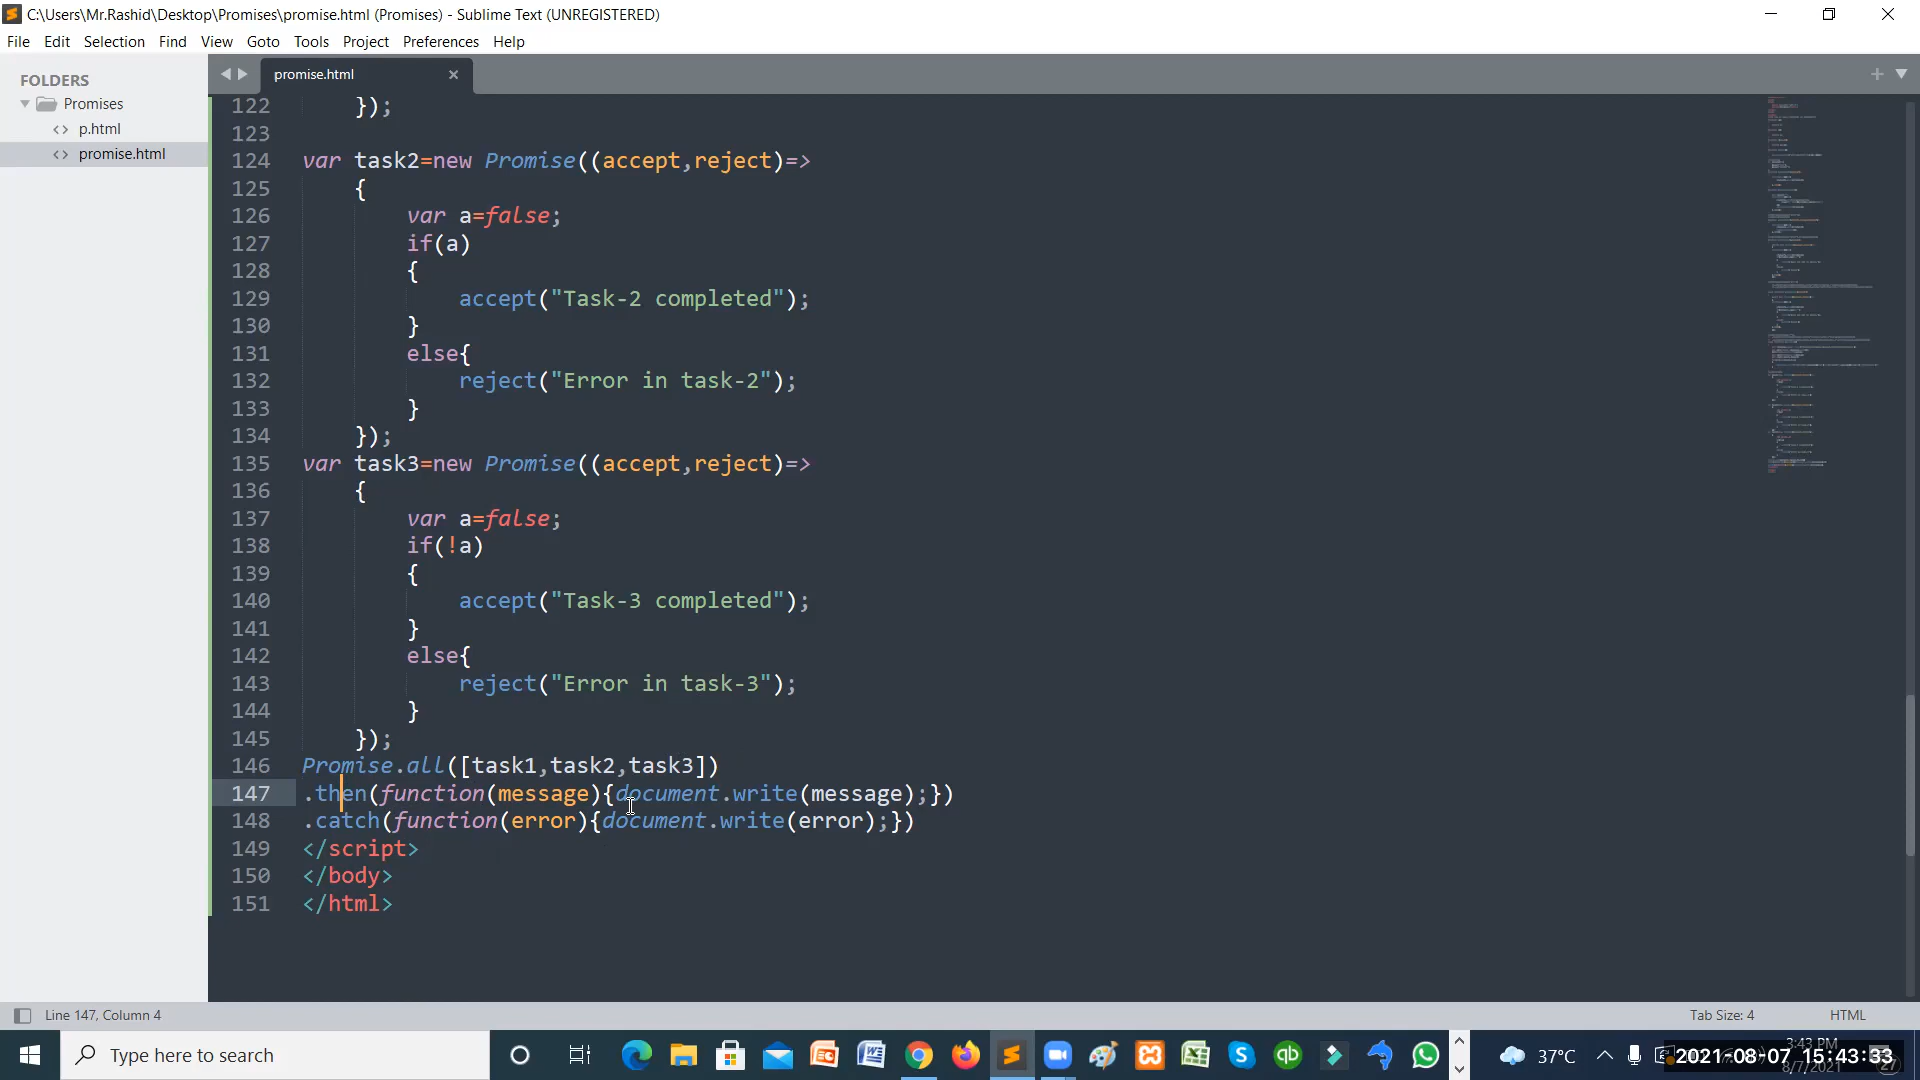 C:\Users\Mr.Rashid\Desktop\Promises\promise.html (Promises) - Sublime Text (UNREGISTERED)
File Edit Selection Find View Goto Tools Project Preferences Help
FOLDERS
Promises
p.html
promise.html
promise.html
122 });
123
124 var task2=new Promise((accept,reject)=>
125 {
126 var a=false;
127 if(a)
128 {
129 accept("Task-2 completed");
130 }
131 else{
132 reject("Error in task-2");
133 }
134 });
135 var task3=new Promise((accept,reject)=>
136 {
137 var a=false;
138 if(!a)
139 {
140 accept("Task-3 completed");
141 }
142 else{
143 reject("Error in task-3");
144 }
145 });
146 Promise.all([task1,task2,task3])
147 .then(function(message){document.write(message);})
148 .catch(function(error){document.write(error);})
149 </script>
150 </body>
151 </html>
Line 147, Column 4
Tab Size: 4
HTML
Type here to search
37°C
3:43 PM
2021-08-07 15:43:33
8/7/2021
27